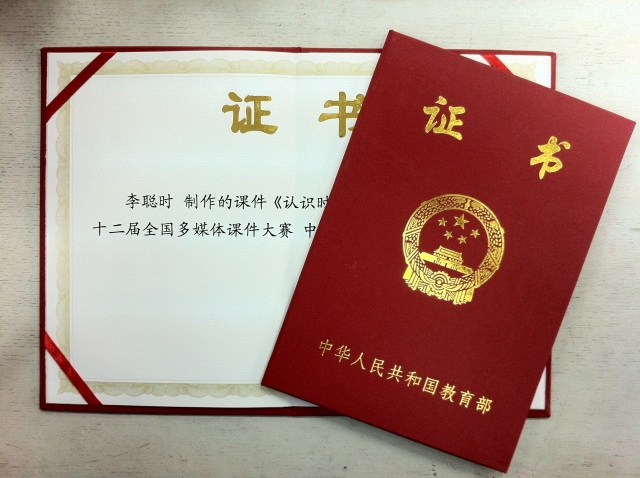 证书
李聪时 制作的课件《认识时
十二届全国多媒体课件大赛 中
证书
中华人民共和国教育部